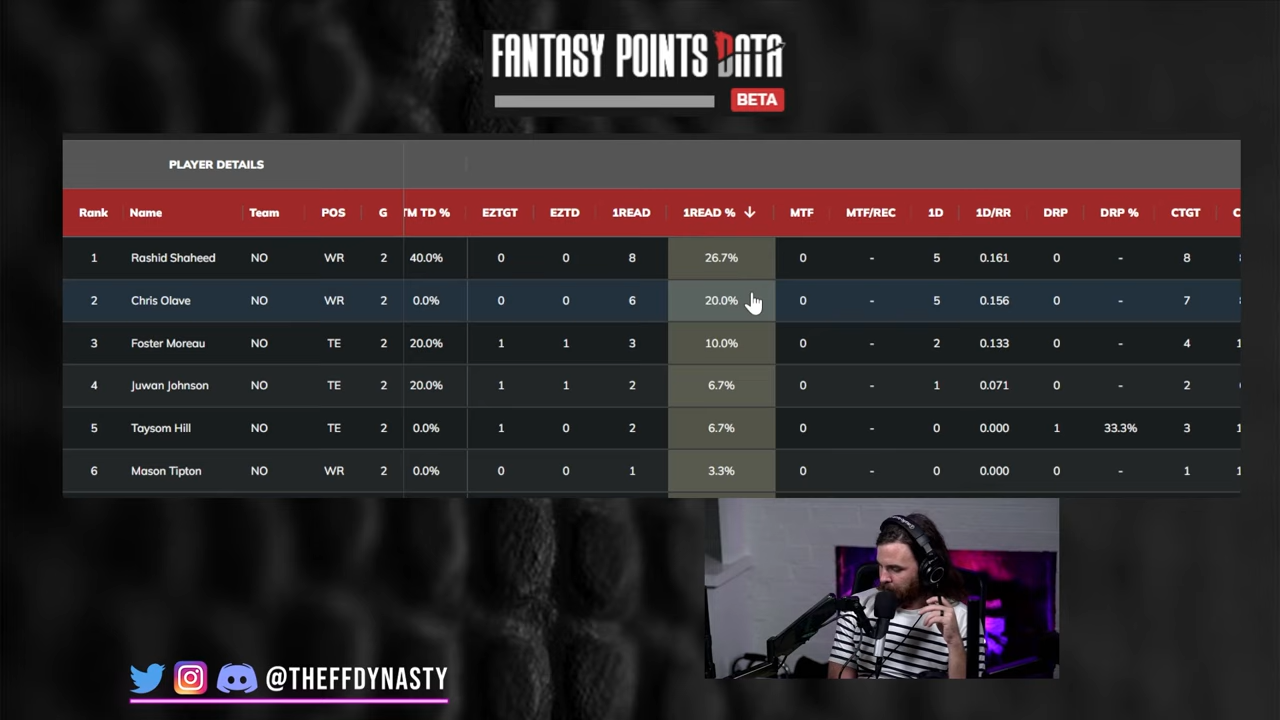 FANTASY POINTS DATA
BETA
PLAYER DETAILS
Rank Name Team POS G TM TD % EZTGT EZTD 1READ 1READ % MTF MTF/REC 1D 1D/RR DRP DRP % CTGT C
1 Rashid Shaheed NO WR 2 40.0% 0 0 8 26.7% 0 - 5 0.161 0 - 8
2 Chris Olave NO WR 2 0.0% 0 0 6 20.0% 0 - 5 0.156 0 - 7
3 Foster Moreau NO TE 2 20.0% 1 1 3 10.0% 0 - 2 0.133 0 - 4
4 Juwan Johnson NO TE 2 20.0% 1 1 2 6.7% 0 - 1 0.071 0 - 2
5 Taysom Hill NO TE 2 0.0% 1 0 2 6.7% 0 - 0 0.000 1 33.3% 3
6 Mason Tipton NO WR 2 0.0% 0 0 1 3.3% 0 - 0 0.000 0 - 1
@THEFFDYNASTY